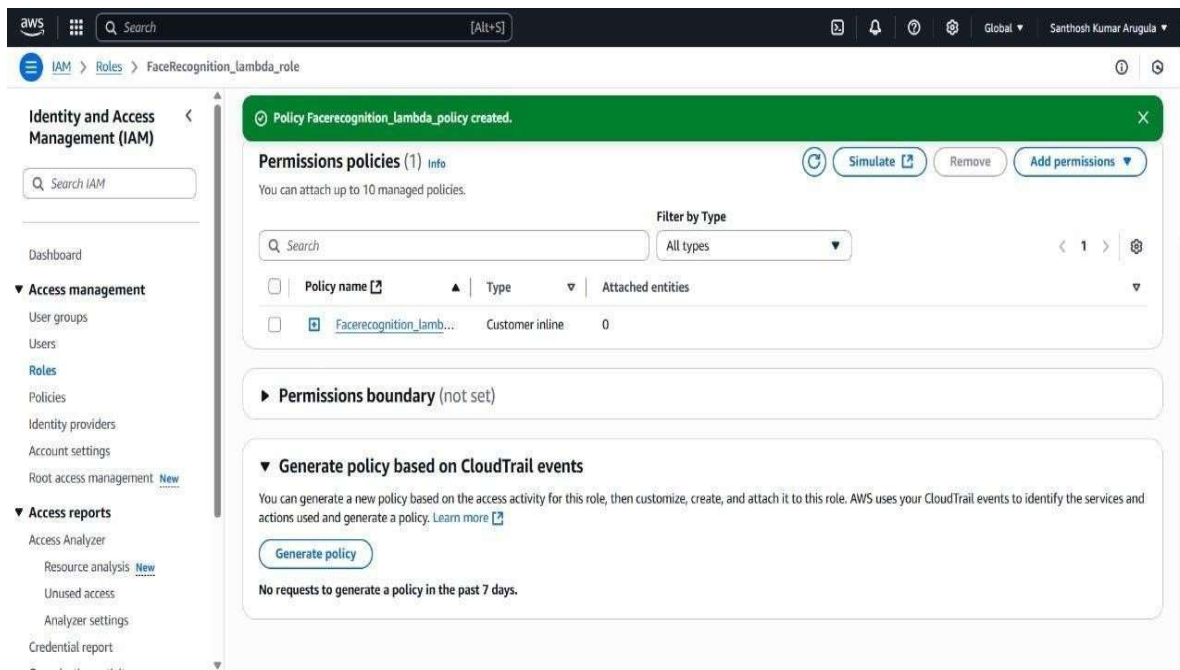 aws Search [Alt+S] Global Santhosh Kumar Arugula
IAM > Roles > FaceRecognition_lambda_role
Identity and Access
Management (IAM)
Search IAM
Dashboard
Access management
User groups
Users
Roles
Policies
Identity providers
Account settings
Root access management New
Access reports
Access Analyzer
Resource analysis New
Unused access
Analyzer settings
Credential report
Policy Facerecognition_lambda_policy created.
Permissions policies (1) Info
Simulate Remove Add permissions
You can attach up to 10 managed policies.
Filter by Type
Search All types 1
Policy name Type Attached entities
Facerecognition_lamb... Customer inline 0
Permissions boundary (not set)
Generate policy based on CloudTrail events
You can generate a new policy based on the access activity for this role, then customize, create, and attach it to this role. AWS uses your CloudTrail events to identify the services and
actions used and generate a policy. Learn more
Generate policy
No requests to generate a policy in the past 7 days.